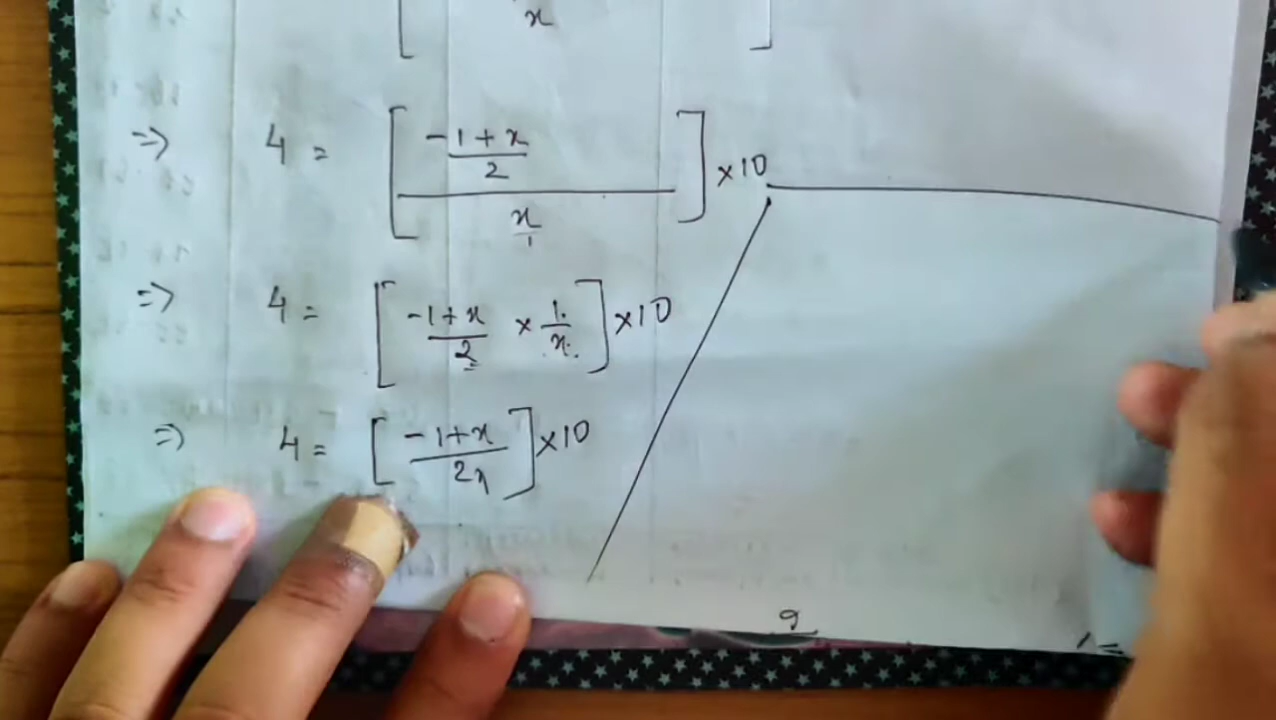 x
=> 4 = [ (-1+x)/2 / x/1 ] ×10
=> 4 = [ (-1+x)/2 × 1/x ] ×10
=> 4 = [ (-1+x)/2x ] ×10
9